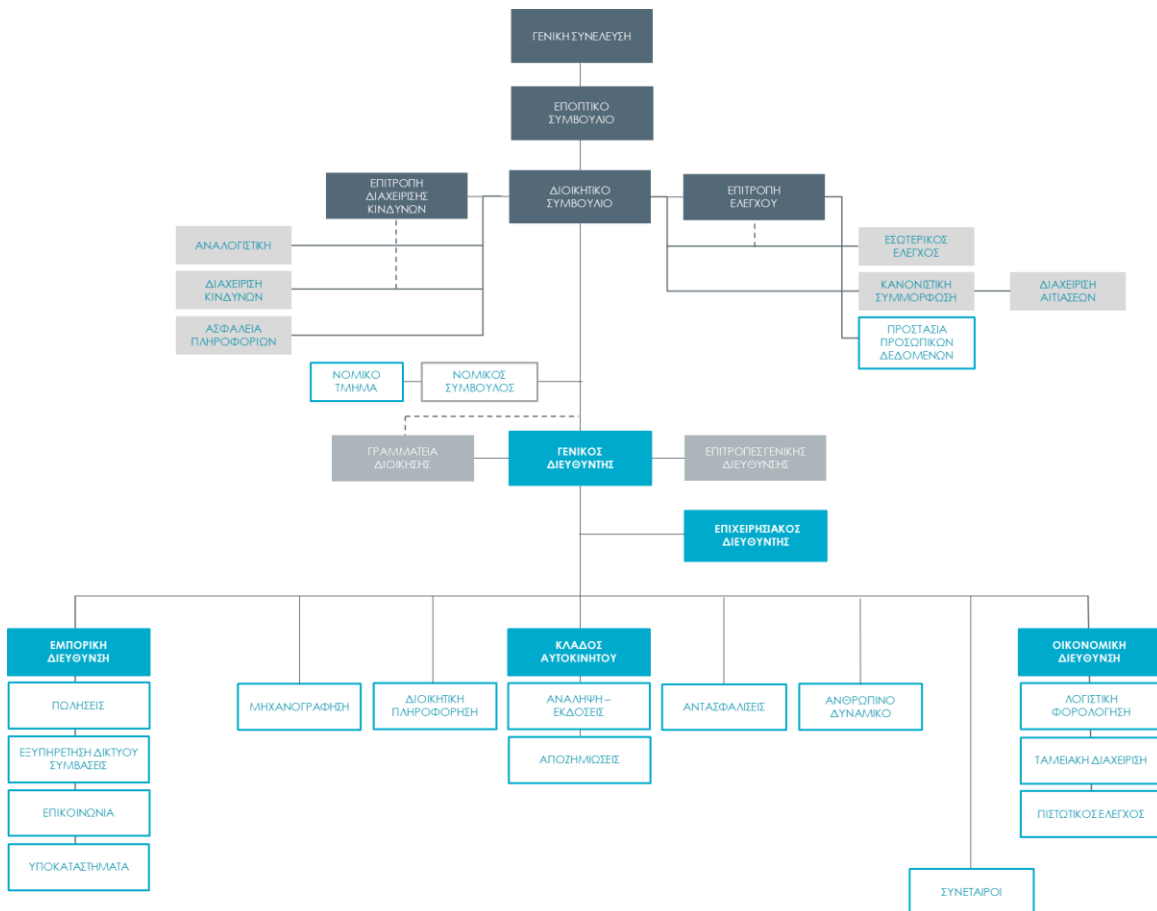 ΓΕΝΙΚΗ ΣΥΝΕΛΕΥΣΗ
ΕΠΟΠΤΙΚΟ
ΣΥΜΒΟΥΛΙΟ
ΕΠΙΤΡΟΠΗ
ΔΙΑΧΕΙΡΙΣΗΣ
ΚΙΝΔΥΝΩΝ
ΔΙΟΙΚΗΤΙΚΟ
ΣΥΜΒΟΥΛΙΟ
ΕΠΙΤΡΟΠΗ
ΕΛΕΓΧΟΥ
ΑΝΑΛΟΓΙΣΤΙΚΗ
ΕΣΩΤΕΡΙΚΟΣ
ΕΛΕΓΧΟΣ
ΔΙΑΧΕΙΡΙΣΗ
ΚΙΝΔΥΝΩΝ
ΚΑΝΟΝΙΣΤΙΚΗ
ΣΥΜΜΟΡΦΩΣΗ
ΔΙΑΧΕΙΡΙΣΗ
ΑΙΤΙΑΣΕΩΝ
ΑΣΦΑΛΕΙΑ
ΠΛΗΡΟΦΟΡΙΩΝ
ΠΡΟΣΤΑΣΙΑ
ΠΡΟΣΩΠΙΚΩΝ
ΔΕΔΟΜΕΝΩΝ
ΝΟΜΙΚΟ
ΤΜΗΜΑ
ΝΟΜΙΚΟΣ
ΣΥΜΒΟΥΛΟΣ
ΓΡΑΜΜΑΤΕΙΑ
ΔΙΟΙΚΗΣΗΣ
ΓΕΝΙΚΟΣ
ΔΙΕΥΘΥΝΤΗΣ
ΕΠΙΤΡΟΠΕΣ ΓΕΝΙΚΗΣ
ΔΙΕΥΘΥΝΣΗΣ
ΕΠΙΧΕΙΡΗΣΙΑΚΟΣ
ΔΙΕΥΘΥΝΤΗΣ
ΕΜΠΟΡΙΚΗ
ΔΙΕΥΘΥΝΣΗ
ΚΛΑΔΟΣ
ΑΥΤΟΚΙΝΗΤΟΥ
ΟΙΚΟΝΟΜΙΚΗ
ΔΙΕΥΘΥΝΣΗ
ΠΩΛΗΣΕΙΣ
ΜΗΧΑΝΟΓΡΑΦΗΣΗ
ΔΙΟΙΚΗΤΙΚΗ
ΠΛΗΡΟΦΟΡΗΣΗ
ΑΝΑΛΗΨΗ –
ΕΚΔΟΣΕΙΣ
ΑΝΤΑΣΦΑΛΙΣΕΙΣ
ΑΝΘΡΩΠΙΝΟ
ΔΥΝΑΜΙΚΟ
ΛΟΓΙΣΤΙΚΗ
ΦΟΡΟΛΟΓΗΣΗ
ΕΞΥΠΗΡΕΤΗΣΗ ΔΙΚΤΥΟΥ
ΣΥΜΒΑΣΕΙΣ
ΑΠΟΖΗΜΙΩΣΕΙΣ
ΤΑΜΕΙΑΚΗ ΔΙΑΧΕΙΡΙΣΗ
ΕΠΙΚΟΙΝΩΝΙΑ
ΠΙΣΤΩΤΙΚΟΣ ΕΛΕΓΧΟΣ
ΥΠΟΚΑΤΑΣΤΗΜΑΤΑ
ΣΥΝΕΤΑΙΡΟΙ